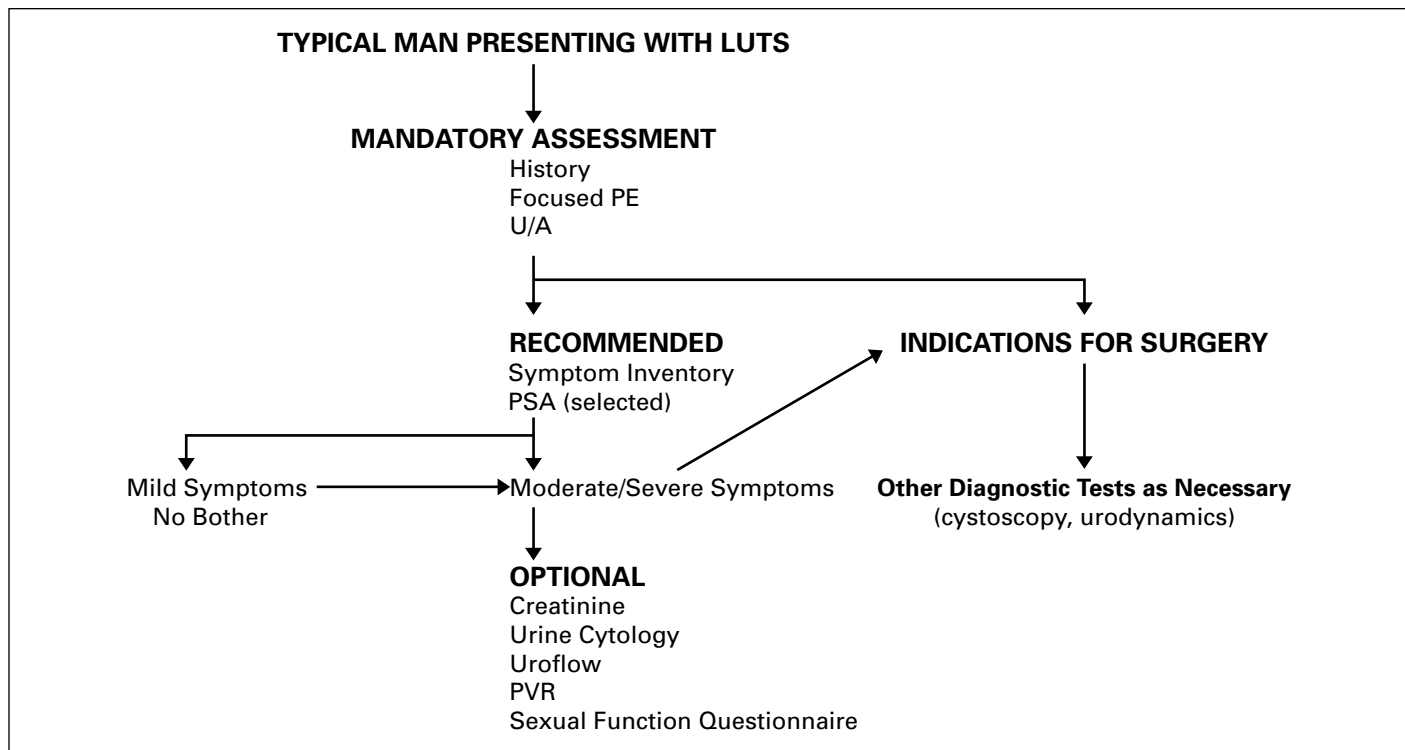 TYPICAL MAN PRESENTING WITH LUTS
MANDATORY ASSESSMENT
History
Focused PE
U/A
RECOMMENDED
Symptom Inventory
PSA (selected)
INDICATIONS FOR SURGERY
Mild Symptoms
No Bother
Moderate/Severe Symptoms
Other Diagnostic Tests as Necessary
(cystoscopy, urodynamics)
OPTIONAL
Creatinine
Urine Cytology
Uroflow
PVR
Sexual Function Questionnaire